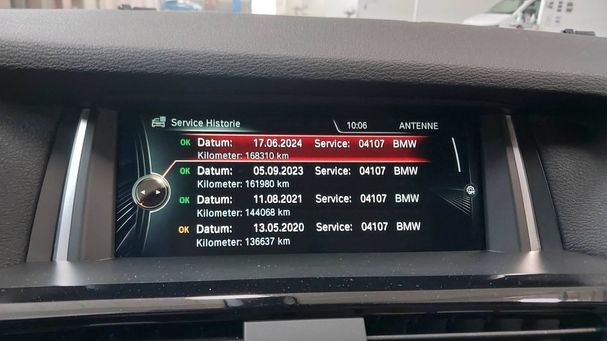 Service Historie 10:06 ANTENNE
OK Datum: 17.06.2024 Service: 04107 BMW
Kilometer: 168310 km
OK Datum: 05.09.2023 Service: 04107 BMW
Kilometer: 161980 km
OK Datum: 11.08.2021 Service: 04107 BMW
Kilometer: 144068 km
OK Datum: 13.05.2020 Service: 04107 BMW
Kilometer: 136637 km